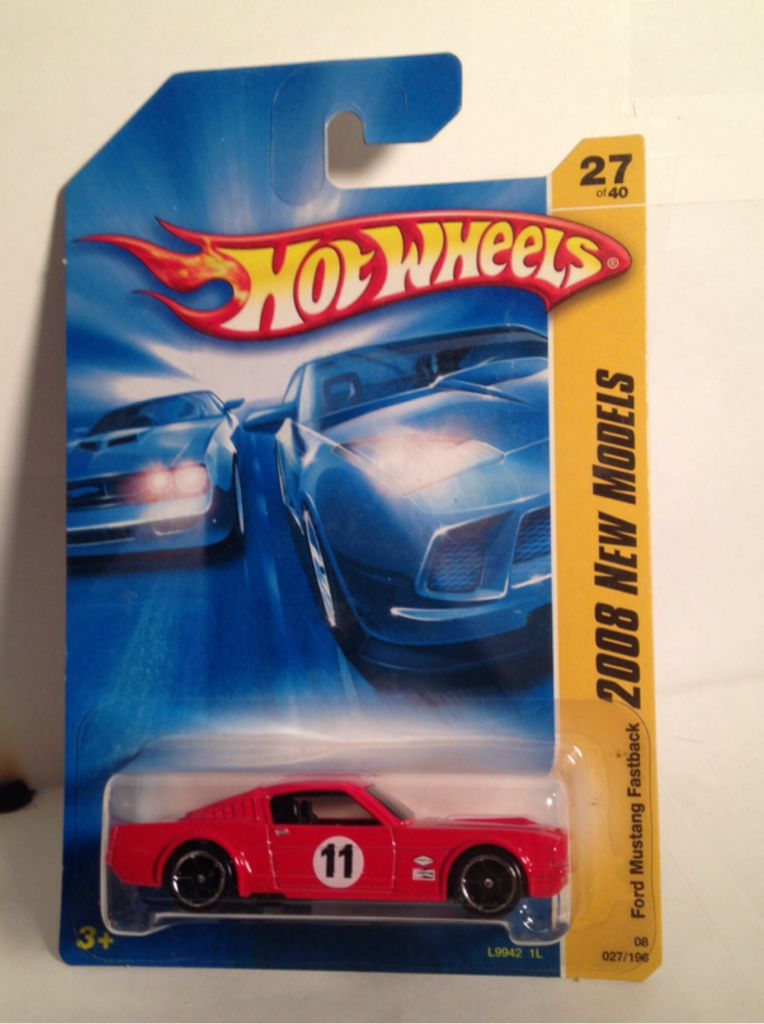 27
of 40
HOT WHEELS®
2008 NEW MODELS
Ford Mustang Fastback
11
3+
L9942 1L
08
027/196